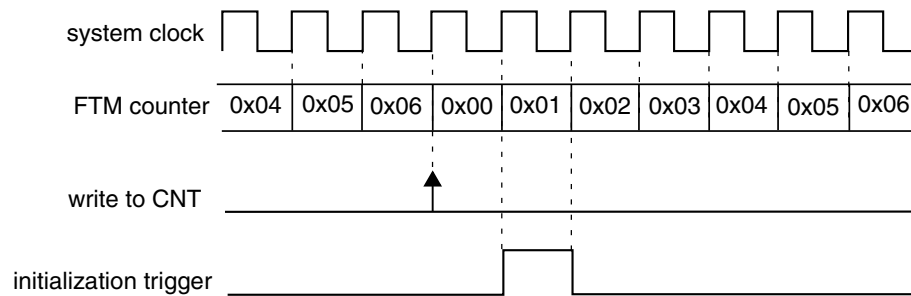 system clock
FTM counter 0x04 0x05 0x06 0x00 0x01 0x02 0x03 0x04 0x05 0x06
write to CNT
initialization trigger